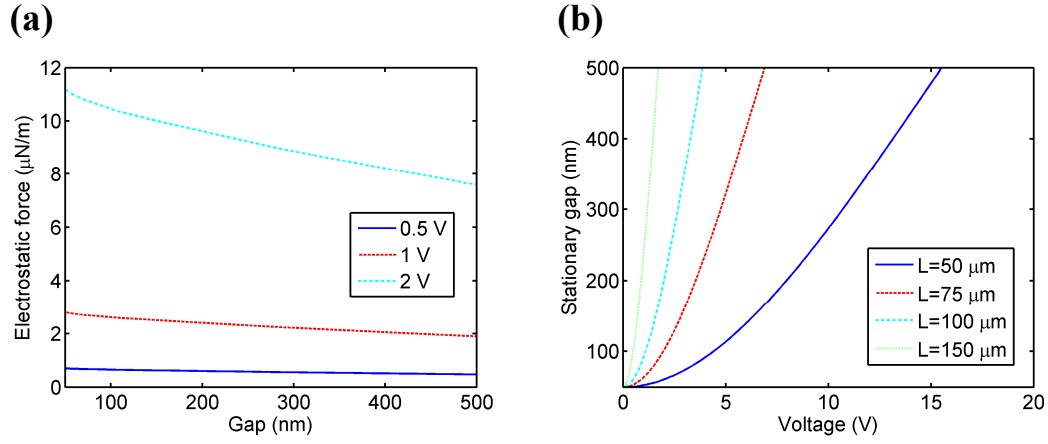 (a)
12
10
8
6
4
2
0
100
200
300
400
500
Electrostatic force (μN/m)
Gap (nm)
0.5 V
1 V
2 V
(b)
500
400
300
200
100
0
5
10
15
20
Stationary gap (nm)
Voltage (V)
L=50 μm
L=75 μm
L=100 μm
L=150 μm